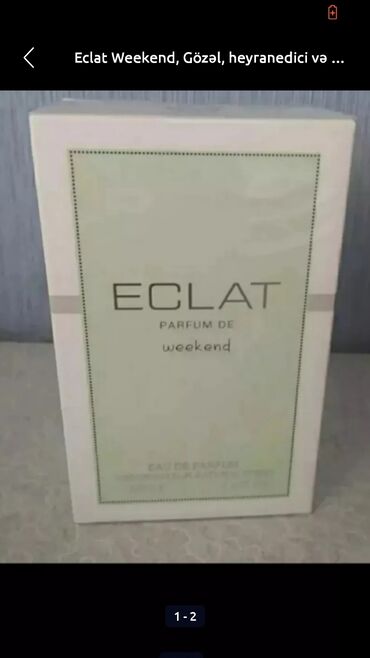 Eclat Weekend, Gözəl, heyranedici və ...
ECLAT
PARFUM DE
weekend
EAU DE PARFUM
1 - 2